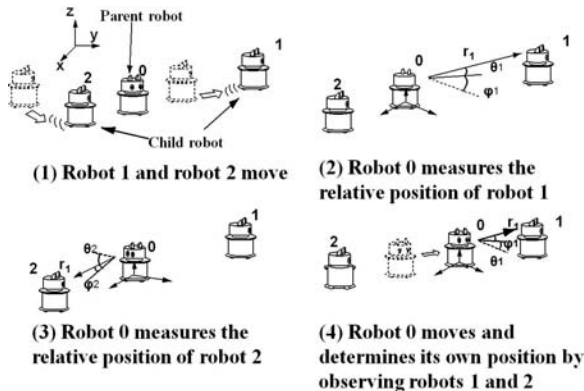 z
Parent robot
y
x
2
0
1
Child robot
(1) Robot 1 and robot 2 move
0
r1
1
θ1
φ1
2
(2) Robot 0 measures the
relative position of robot 1
1
θ2
0
2
r1
φ2
(3) Robot 0 measures the
relative position of robot 2
0
r1
1
φ1
θ1
2
(4) Robot 0 moves and
determines its own position by
observing robots 1 and 2